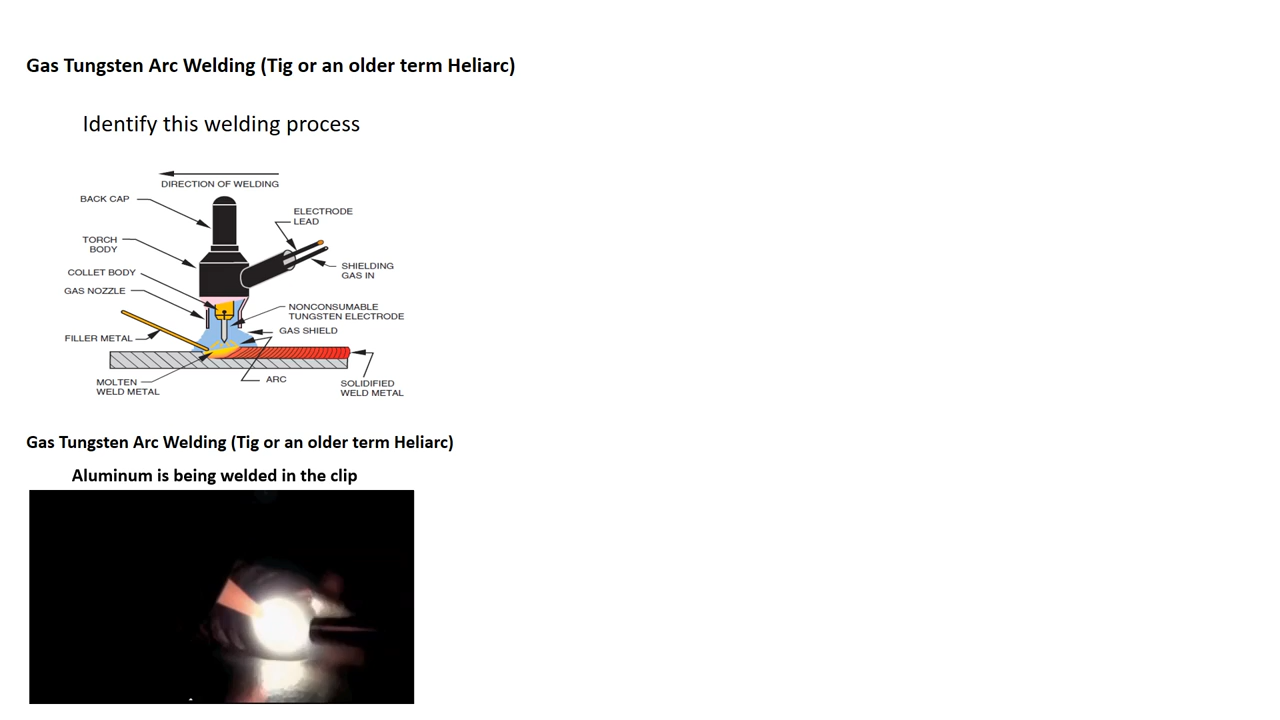 Gas Tungsten Arc Welding (Tig or an older term Heliarc)
Identify this welding process
DIRECTION OF WELDING
BACK CAP
ELECTRODE
LEAD
TORCH
BODY
COLLET BODY
SHIELDING
GAS IN
GAS NOZZLE
NONCONSUMABLE
TUNGSTEN ELECTRODE
GAS SHIELD
FILLER METAL
MOLTEN
WELD METAL
ARC
SOLIDIFIED
WELD METAL
Gas Tungsten Arc Welding (Tig or an older term Heliarc)
Aluminum is being welded in the clip